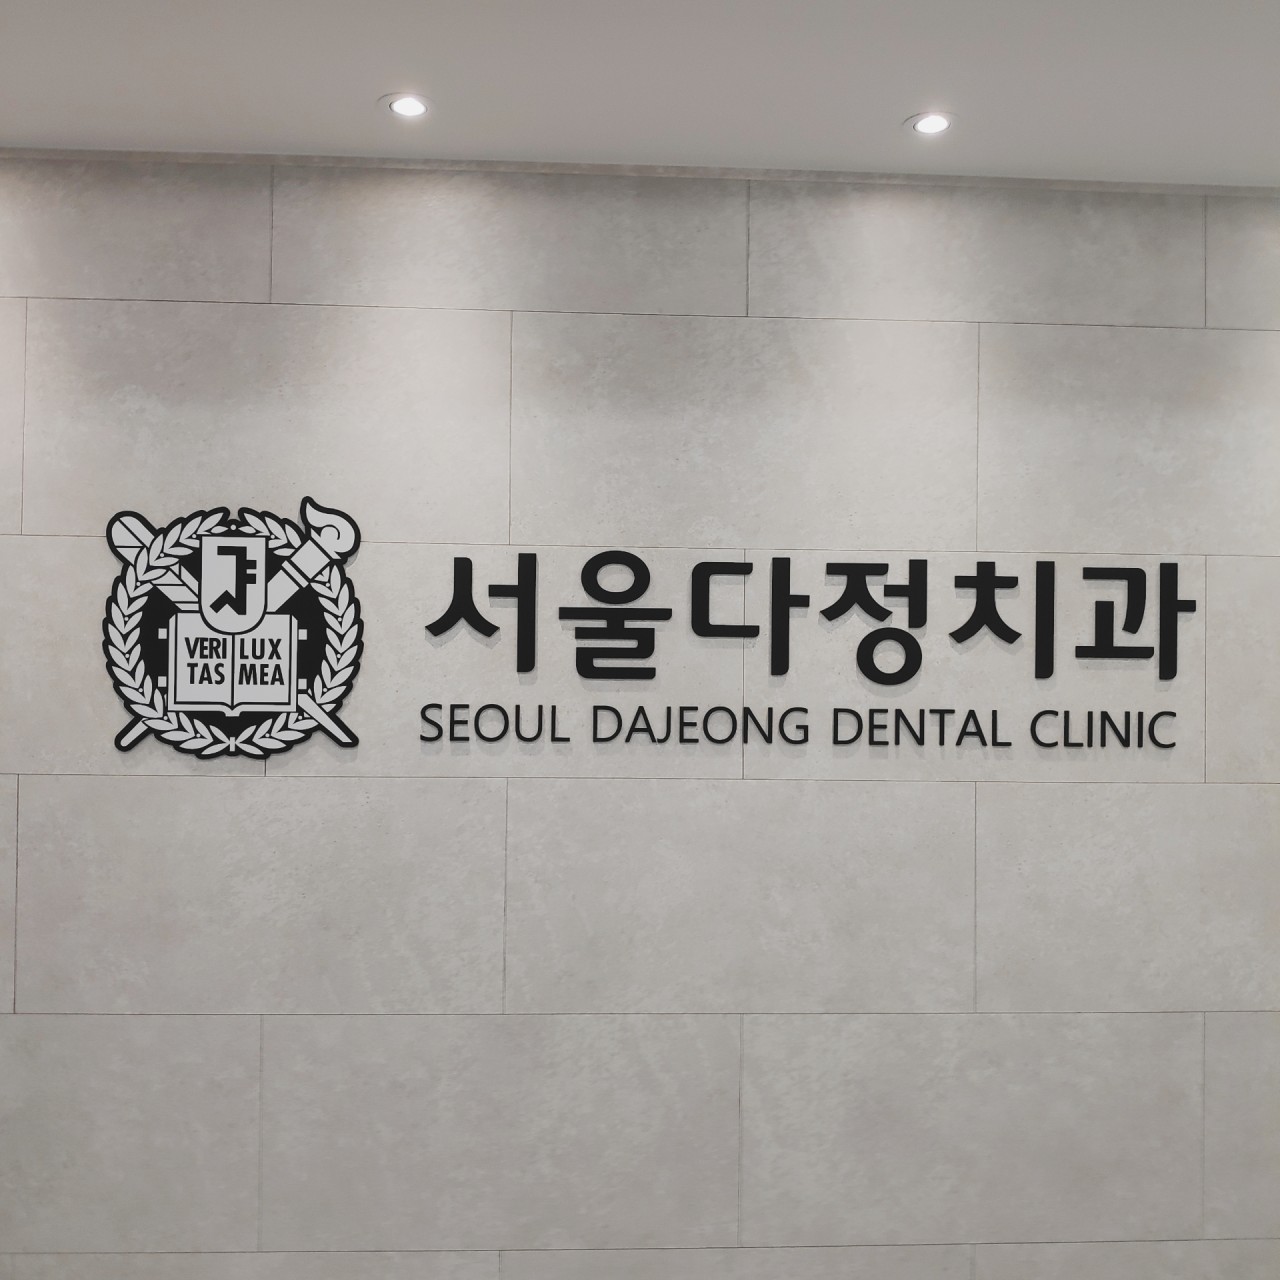 서울다정치과
SEOUL DAJEONG DENTAL CLINIC
VERI LUX
TAS MEA